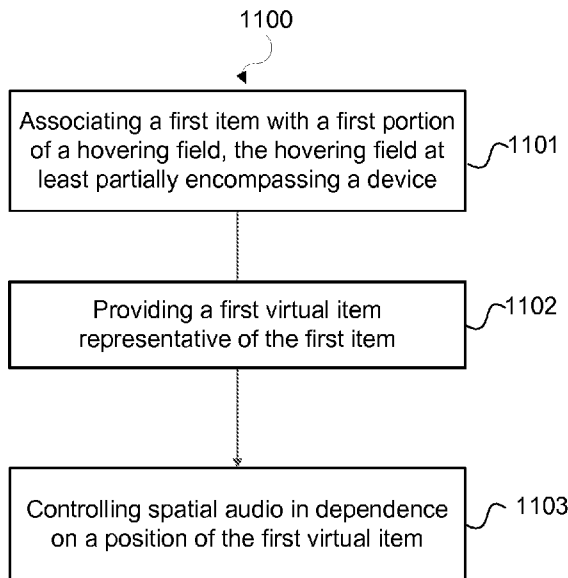 1100
Associating a first item with a first portion
of a hovering field, the hovering field at
least partially encompassing a device
1101
Providing a first virtual item
representative of the first item
1102
Controlling spatial audio in dependence
on a position of the first virtual item
1103